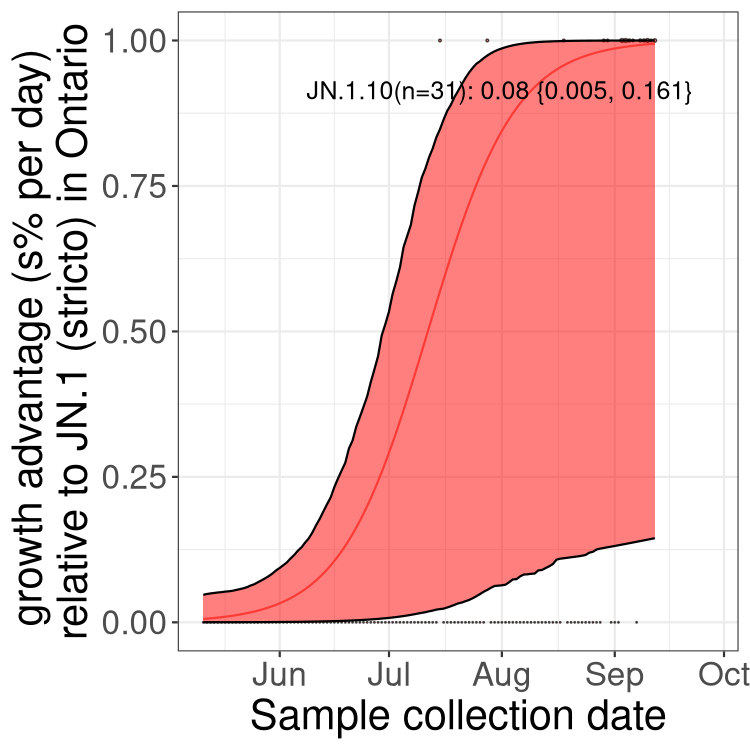 growth advantage (s% per day)
relative to JN.1 (stricto) in Ontario
1.00
0.75
0.50
0.25
0.00
JN.1.10(n=31): 0.08 {0.005, 0.161}
Jun Jul Aug Sep Oct
Sample collection date